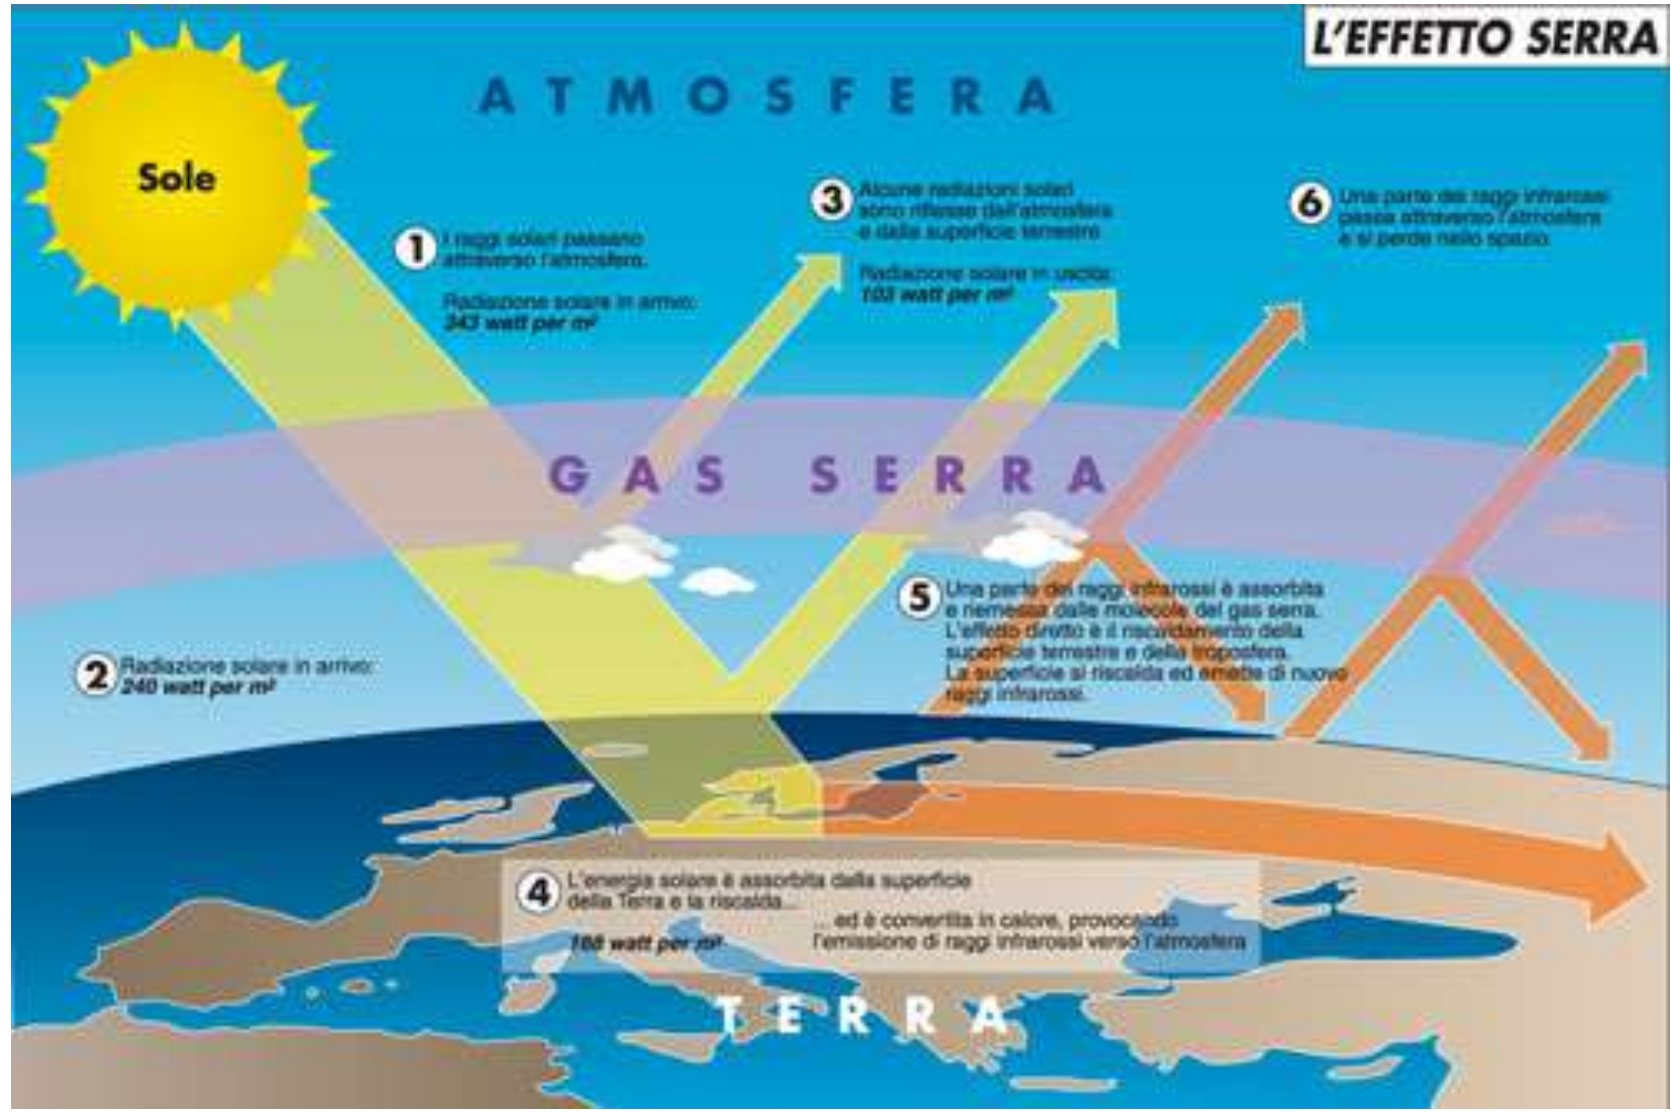 L'EFFETTO SERRA
ATMOSFERA
Sole
1 I raggi solari passano
attraverso l'atmosfera.
Radiazione solare in arrivo:
343 watt per m²
2 Radiazione solare in arrivo:
240 watt per m²
3 Alcune radiazioni solari
sono riflesse dall'atmosfera
e dalla superficie terrestre
Radiazione solare in uscita:
103 watt per m²
6 Una parte dei raggi infrarossi
passa attraverso l'atmosfera
e si perde nello spazio
GAS SERRA
5 Una parte dei raggi infrarossi è assorbita
e riemessa dalle molecole del gas serra.
L'effetto diretto è il riscaldamento della
superficie terrestre e della troposfera.
La superficie si riscalda ed emette di nuovo
raggi infrarossi.
4 L'energia solare è assorbita dalla superficie
della Terra e la riscalda...
168 watt per m²
... ed è convertita in calore, provocando
l'emissione di raggi infrarossi verso l'atmosfera
TERRA